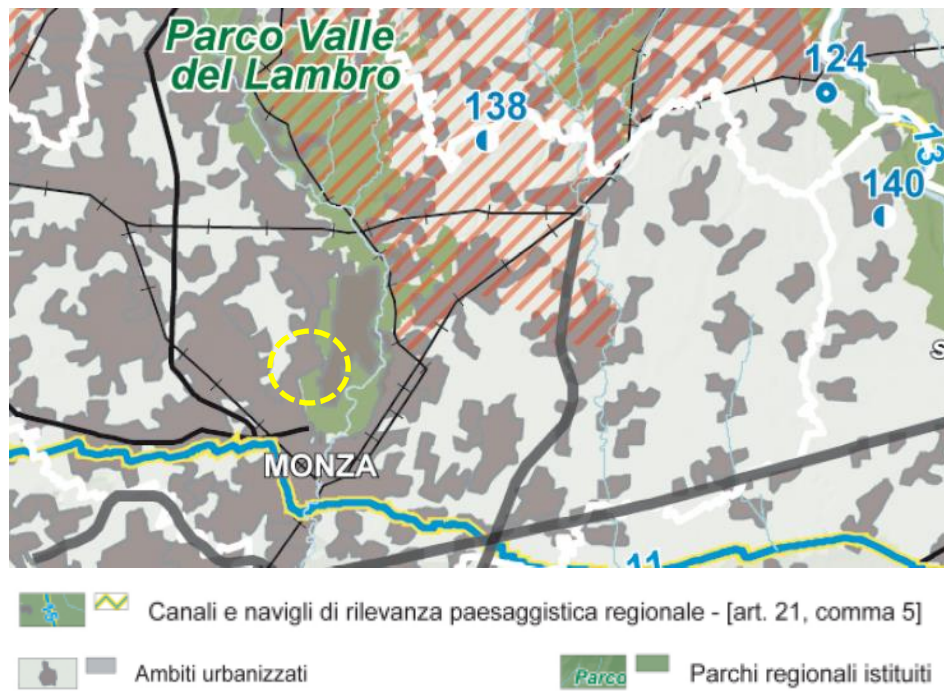 Parco Valle
del Lambro
124
138
13
140
s
MONZA
11
Canali e navigli di rilevanza paesaggistica regionale - [art. 21, comma 5]
Ambiti urbanizzati
Parco
Parchi regionali istituiti